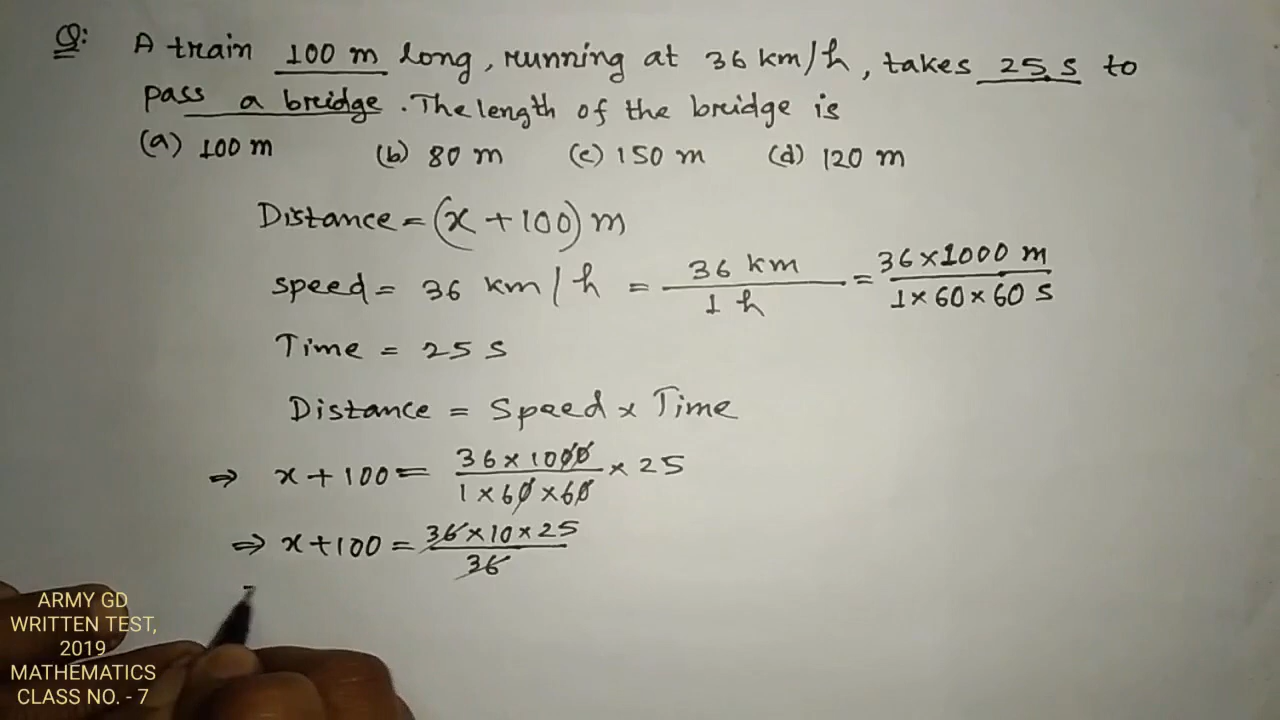 Q: A train 100 m long, running at 36 km/h, takes 25 s to
pass a bridge. The length of the bridge is
(a) 100 m (b) 80 m (c) 150 m (d) 120 m
Distance = (x + 100) m
Speed = 36 km/h = 36 km / 1 h = 36 × 1000 m / 1 × 60 × 60 s
Time = 25 s
Distance = Speed × Time
⇒ x + 100 = 36 × 1000 / 1 × 60 × 60 × 25
⇒ x + 100 = 36 × 10 × 25 / 36
ARMY GD
WRITTEN TEST,
2019
MATHEMATICS
CLASS NO. - 7